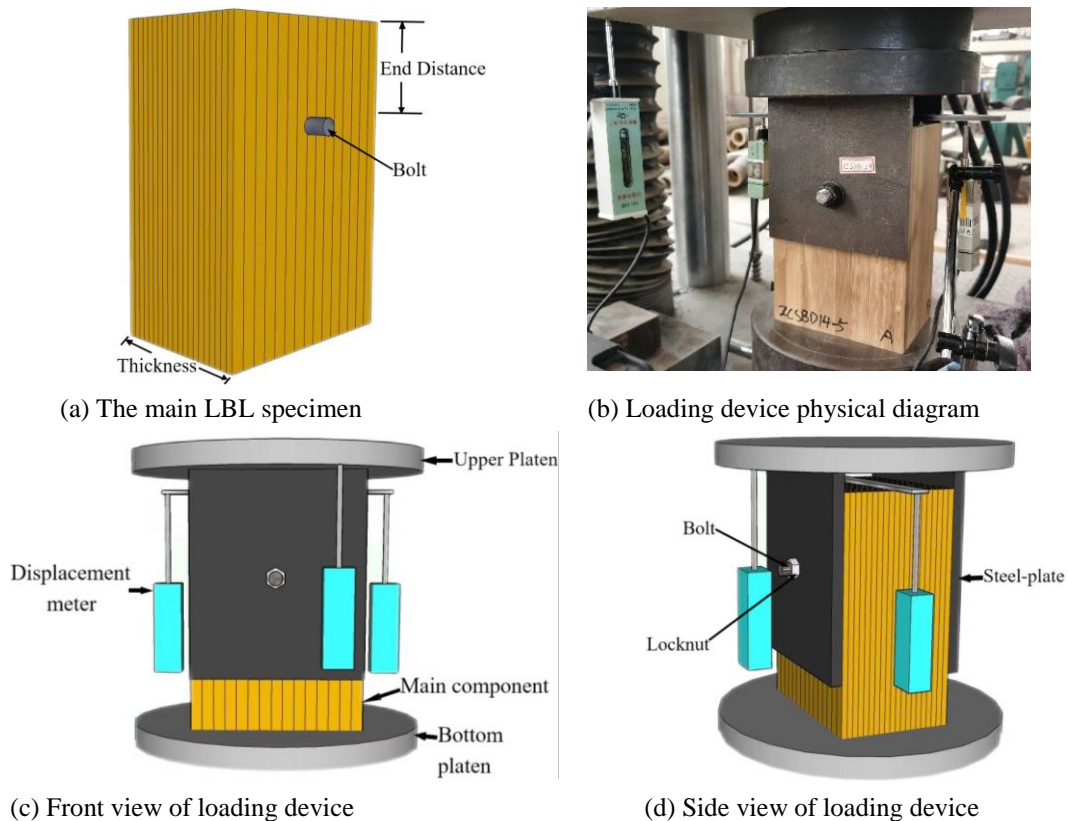 End Distance
Bolt
Thickness
(a) The main LBL specimen
ZCSBD14-5
A
(b) Loading device physical diagram
Upper Platen
Displacement
meter
Main component
Bottom
platen
(c) Front view of loading device
Bolt
Steel-plate
Locknut
(d) Side view of loading device